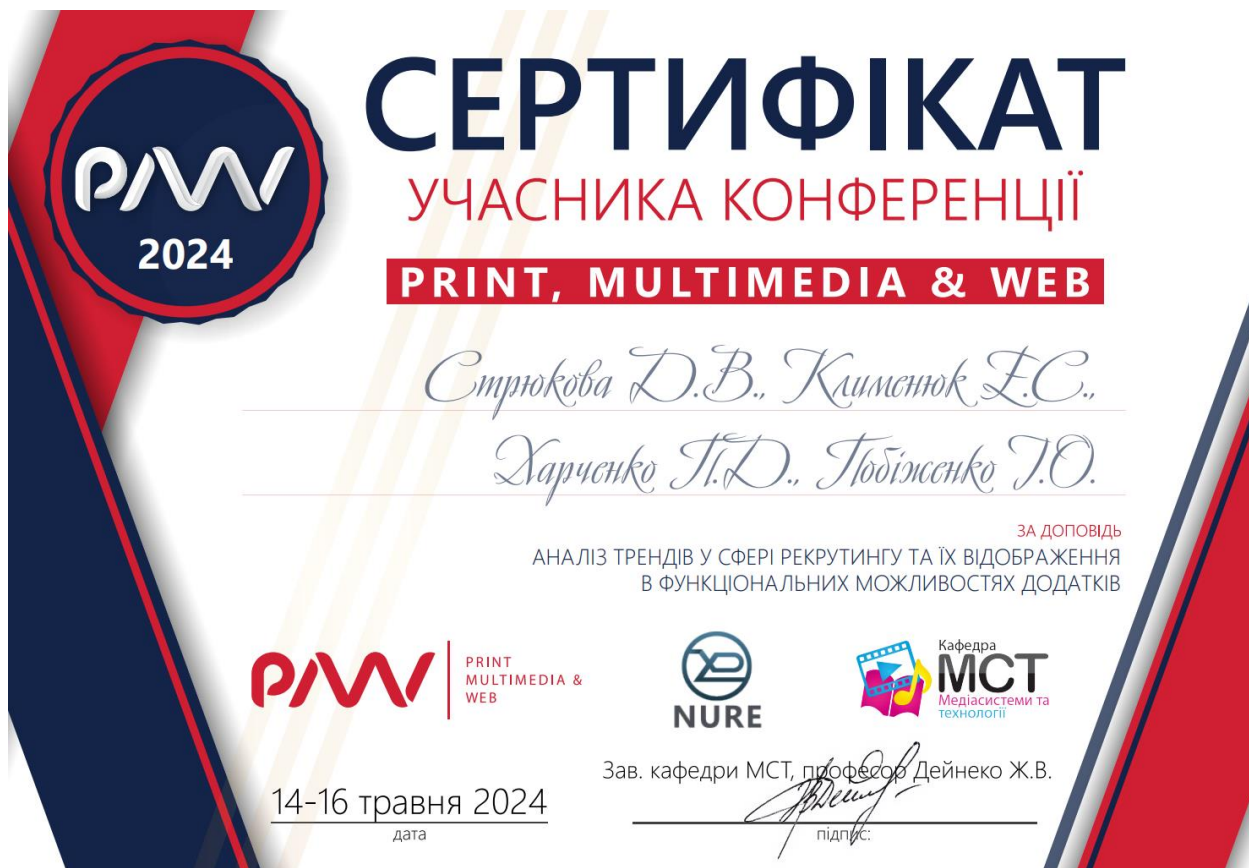 PMW
2024
СЕРТИФІКАТ
УЧАСНИКА КОНФЕРЕНЦІЇ
PRINT, MULTIMEDIA & WEB
Стрюкова Д.В., Клименюк Є.С.,
Харченко П.Д., Побіженко І.О.
ЗА ДОПОВІДЬ
АНАЛІЗ ТРЕНДІВ У СФЕРІ РЕКРУТИНГУ ТА ЇХ ВІДОБРАЖЕННЯ
В ФУНКЦІОНАЛЬНИХ МОЖЛИВОСТЯХ ДОДАТКІВ
PMW
PRINT
MULTIMEDIA &
WEB
NURE
Кафедра
МСТ
Медіасистеми та
технології
Зав. кафедри МСТ, професор Дейнеко Ж.В.
14-16 травня 2024
дата
підпис: